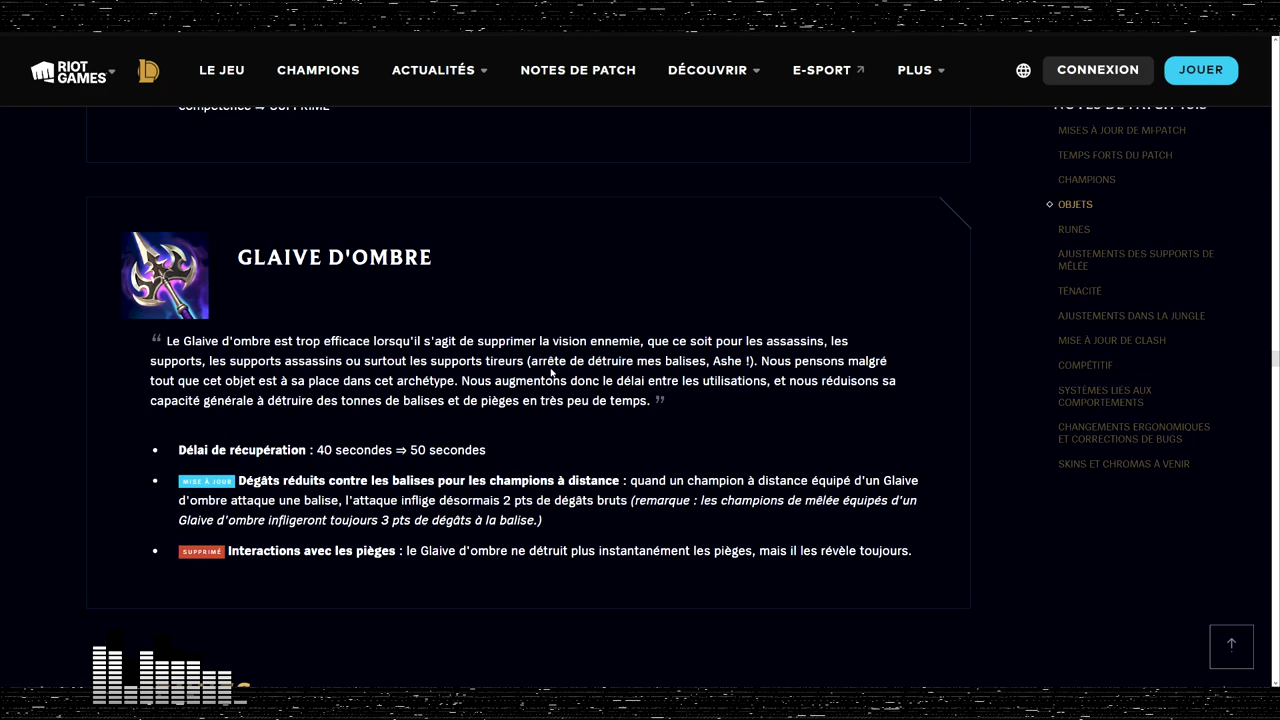 RIOT GAMES
LE JEU
CHAMPIONS
ACTUALITÉS
NOTES DE PATCH
DÉCOUVRIR
E-SPORT
PLUS
CONNEXION
JOUER
compétence ⇒ SUPPRIMÉ
GLAIVE D'OMBRE
“ Le Glaive d'ombre est trop efficace lorsqu'il s'agit de supprimer la vision ennemie, que ce soit pour les assassins, les
supports, les supports assassins ou surtout les supports tireurs (arrête de détruire mes balises, Ashe !). Nous pensons malgré
tout que cet objet est à sa place dans cet archétype. Nous augmentons donc le délai entre les utilisations, et nous réduisons sa
capacité générale à détruire des tonnes de balises et de pièges en très peu de temps. ”
• Délai de récupération : 40 secondes ⇒ 50 secondes
• MISE À JOUR Dégâts réduits contre les balises pour les champions à distance : quand un champion à distance équipé d'un Glaive
d'ombre attaque une balise, l'attaque inflige désormais 2 pts de dégâts bruts (remarque : les champions de mêlée équipés d'un
Glaive d'ombre infligeront toujours 3 pts de dégâts à la balise.)
• SUPPRIMÉ Interactions avec les pièges : le Glaive d'ombre ne détruit plus instantanément les pièges, mais il les révèle toujours.
NOTES DE PATCH
MISES À JOUR DE MI-PATCH
TEMPS FORTS DU PATCH
CHAMPIONS
OBJETS
RUNES
AJUSTEMENTS DES SUPPORTS DE
MÊLÉE
TÉNACITÉ
AJUSTEMENTS DANS LA JUNGLE
MISE À JOUR DE CLASH
COMPÉTITIF
SYSTÈMES LIÉS AUX
COMPORTEMENTS
CHANGEMENTS ERGONOMIQUES
ET CORRECTIONS DE BUGS
SKINS ET CHROMAS À VENIR